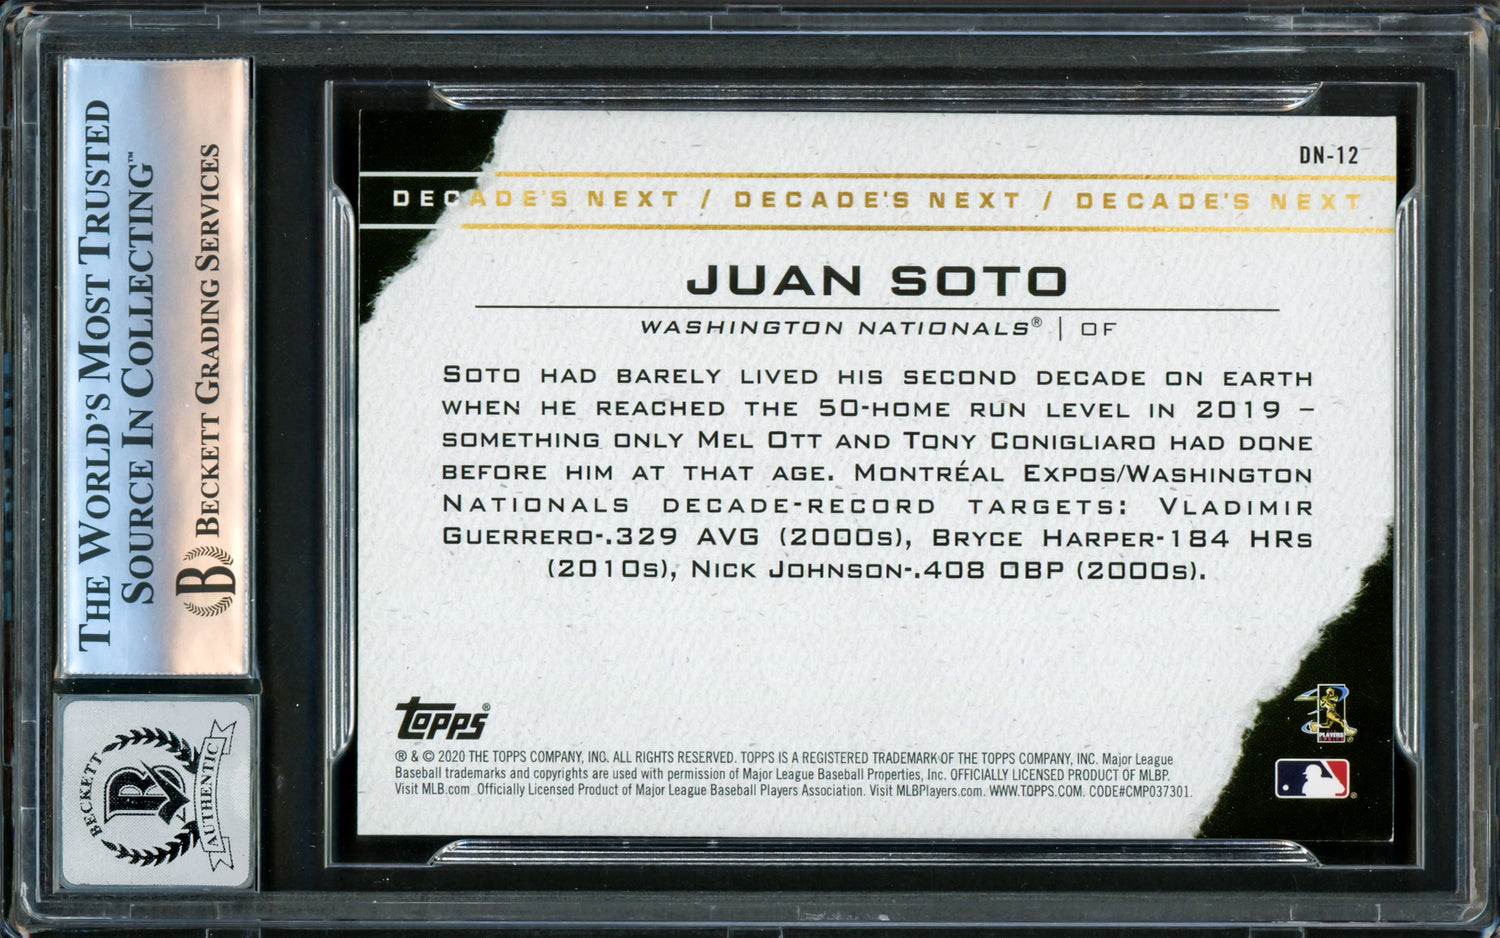 THE WORLD'S MOST TRUSTED
SOURCE IN COLLECTING™
BECKETT GRADING SERVICES
B
BECKETT
B
AUTHENTIC
DN-12
DECADE'S NEXT / DECADE'S NEXT / DECADE'S NEXT
JUAN SOTO
WASHINGTON NATIONALS® | OF
SOTO HAD BARELY LIVED HIS SECOND DECADE ON EARTH
WHEN HE REACHED THE 50-HOME RUN LEVEL IN 2019 –
SOMETHING ONLY MEL OTT AND TONY CONIGLIARO HAD DONE
BEFORE HIM AT THAT AGE. MONTRÉAL EXPOS/WASHINGTON
NATIONALS DECADE-RECORD TARGETS: VLADIMIR
GUERRERO-.329 AVG (2000S), BRYCE HARPER-184 HRS
(2010S), NICK JOHNSON-.408 OBP (2000S).
TOPPS®
PLAYERS
® & © 2020 THE TOPPS COMPANY, INC. ALL RIGHTS RESERVED. TOPPS IS A REGISTERED TRADEMARK OF THE TOPPS COMPANY, INC. Major League
Baseball trademarks and copyrights are used with permission of Major League Baseball Properties, Inc. OFFICIALLY LICENSED PRODUCT OF MLBP.
Visit MLB.com Officially Licensed Product of Major League Baseball Players Association. Visit MLBPlayers.com. WWW.TOPPS.COM. CODE#CMP037301.